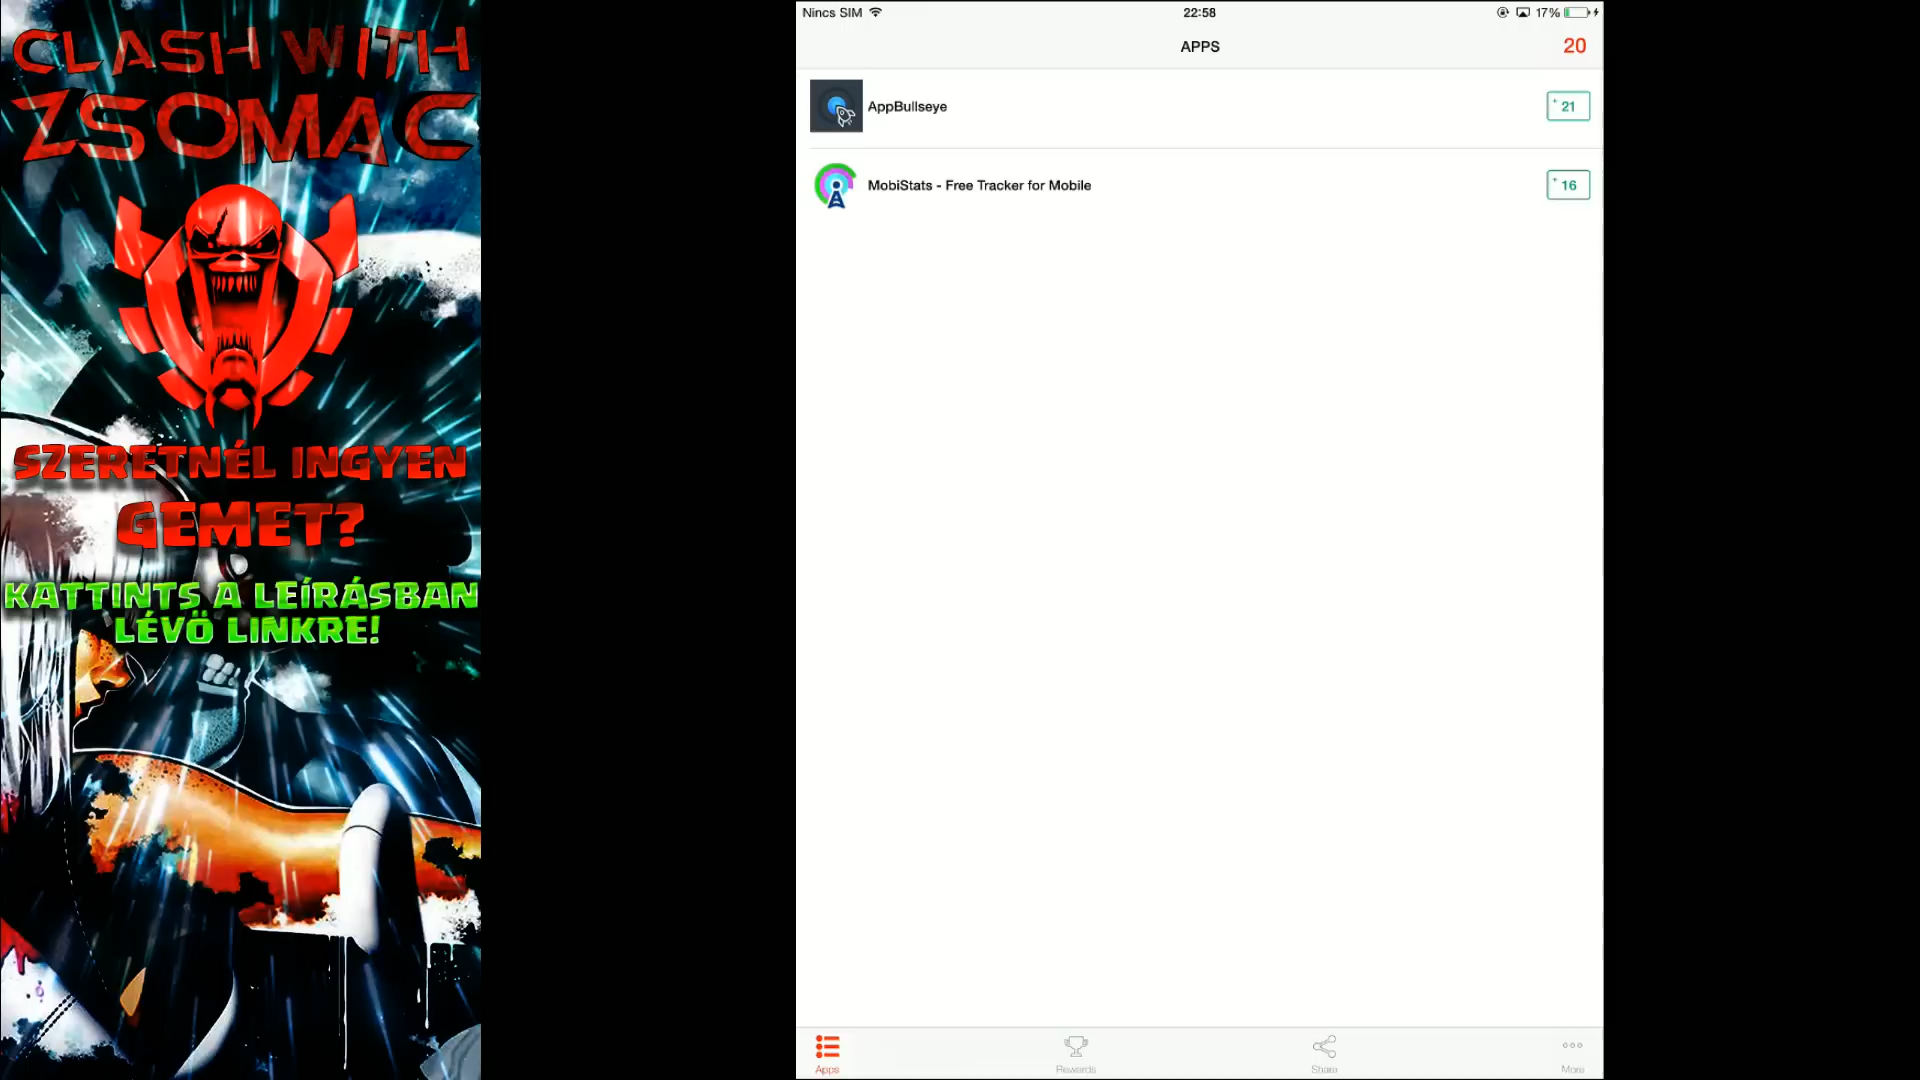 CLASH WITH
ZSOMAC
SZERETNÉL INGYEN
GEMET?
KATTINTS A LEÍRÁSBAN
LÉVŐ LINKRE!
Nincs SIM
22:58
17%
APPS
20
AppBullseye
+ 21
MobiStats - Free Tracker for Mobile
+ 16
Apps
Rewards
Share
More